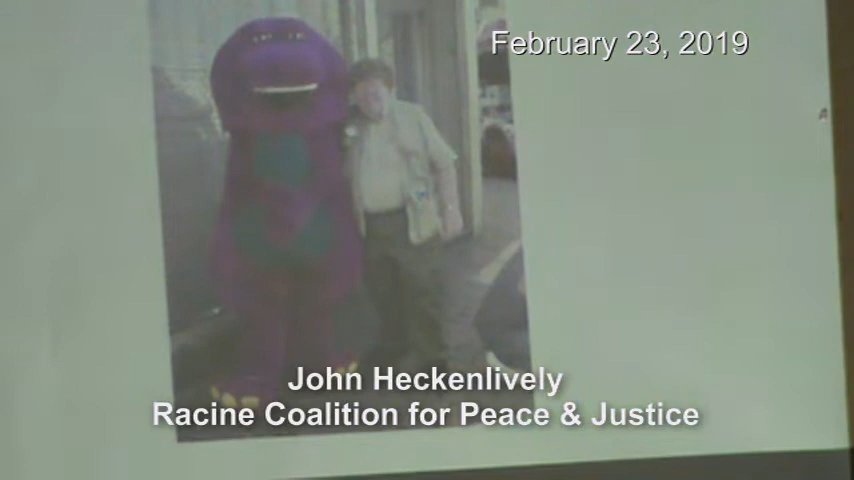 February 23, 2019
John Heckenlively
Racine Coalition for Peace & Justice